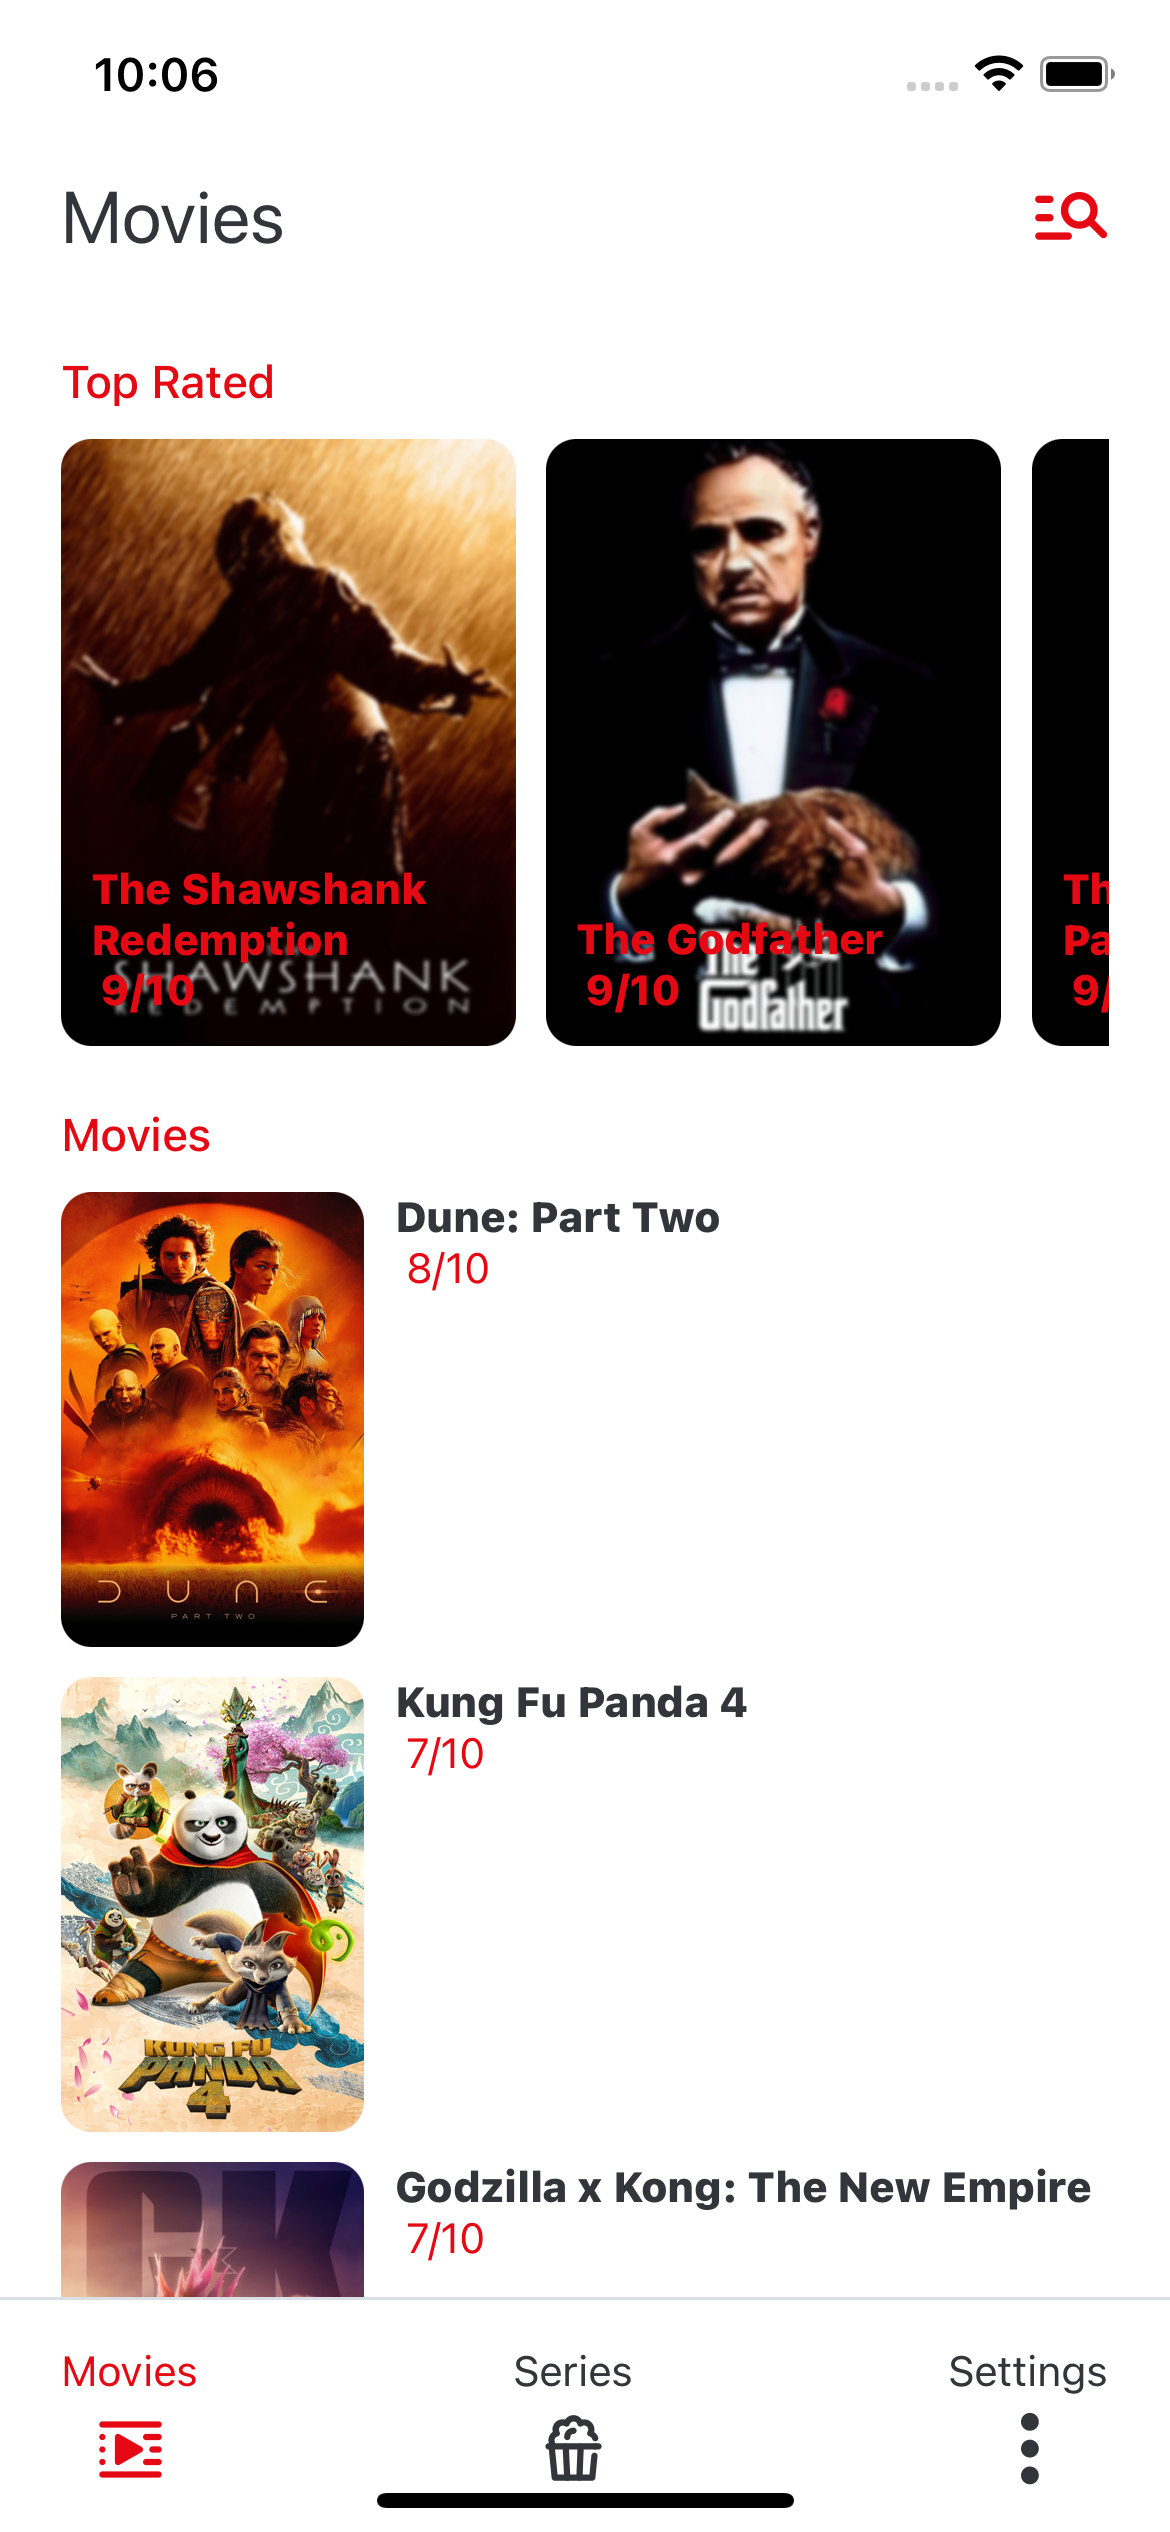 10:06
Movies
Top Rated
The Shawshank
Redemption
9/10
SHAWSHANK
REDEMPTION
The Godfather
9/10
The
Godfather
Th
Pa
9/
Movies
Dune: Part Two
8/10
DUNE
PART TWO
Kung Fu Panda 4
7/10
KUNG FU
PANDA
4
Godzilla x Kong: The New Empire
7/10
GK
Movies
Series
Settings